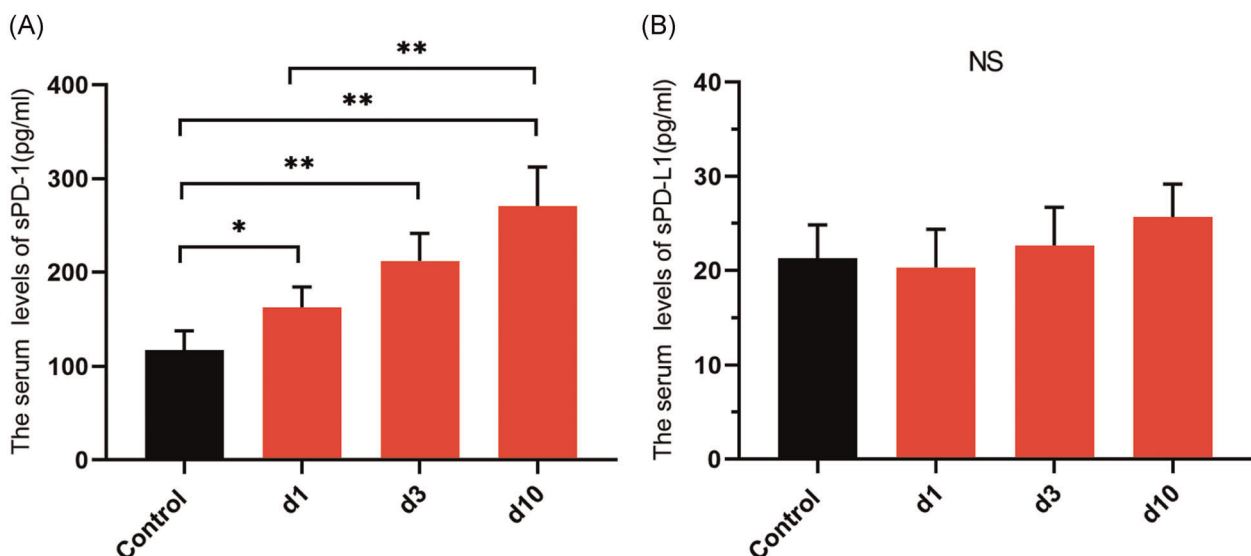 (A)
The serum levels of sPD-1(pg/ml)
400
300
200
100
0
**
**
**
*
Control
d1
d3
d10
(B)
NS
The serum levels of sPD-L1(pg/ml)
40
30
20
10
0
Control
d1
d3
d10